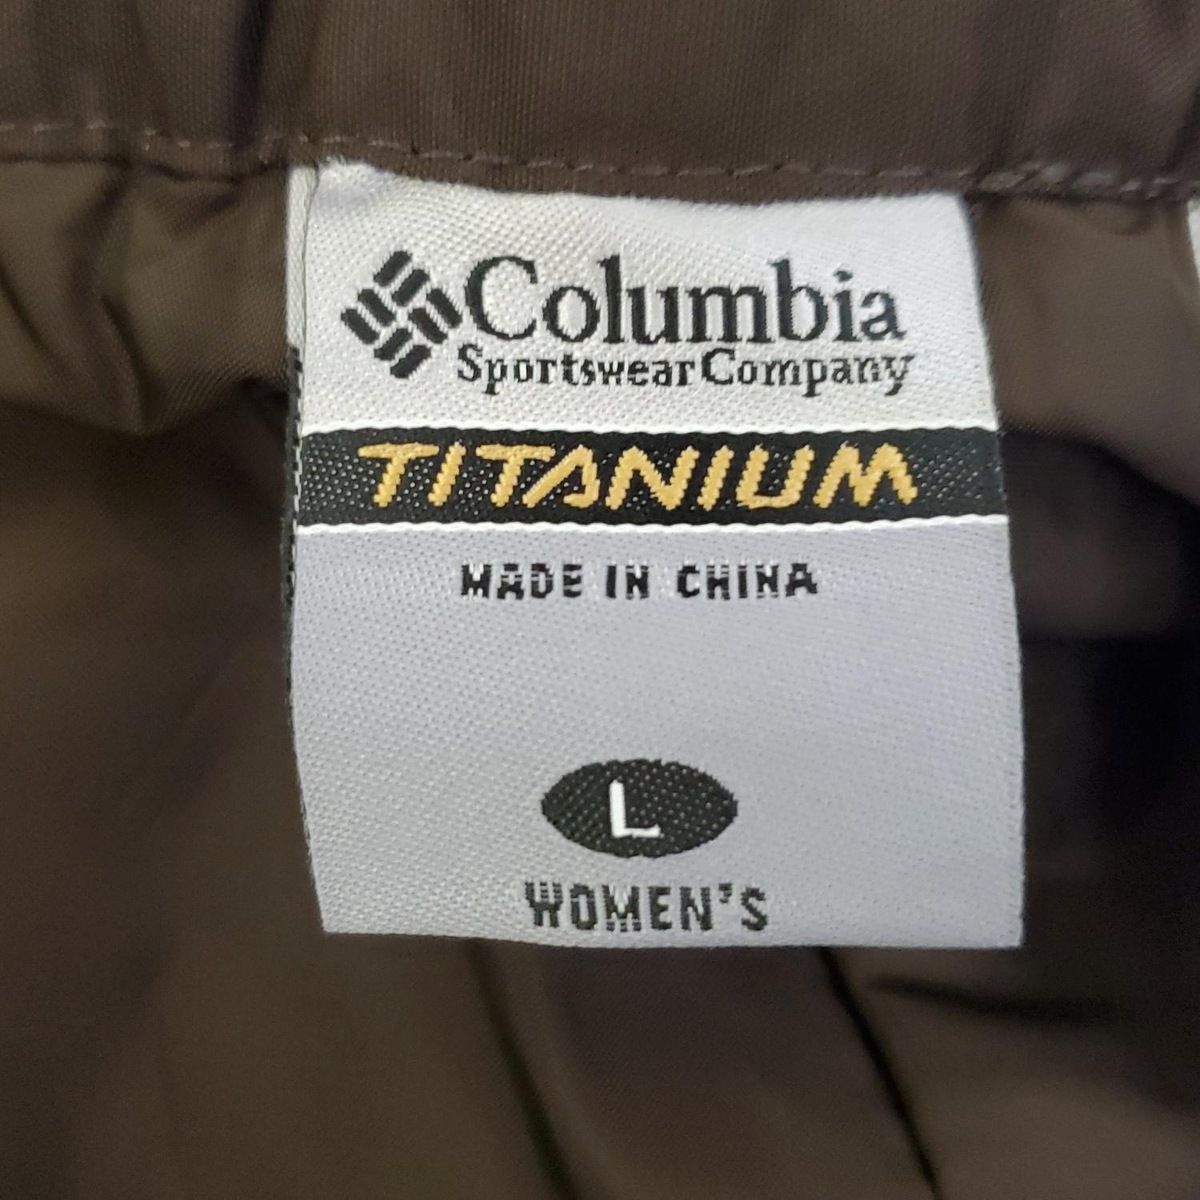 Columbia
Sportswear Company
TITANIUM
MADE IN CHINA
L
WOMEN'S